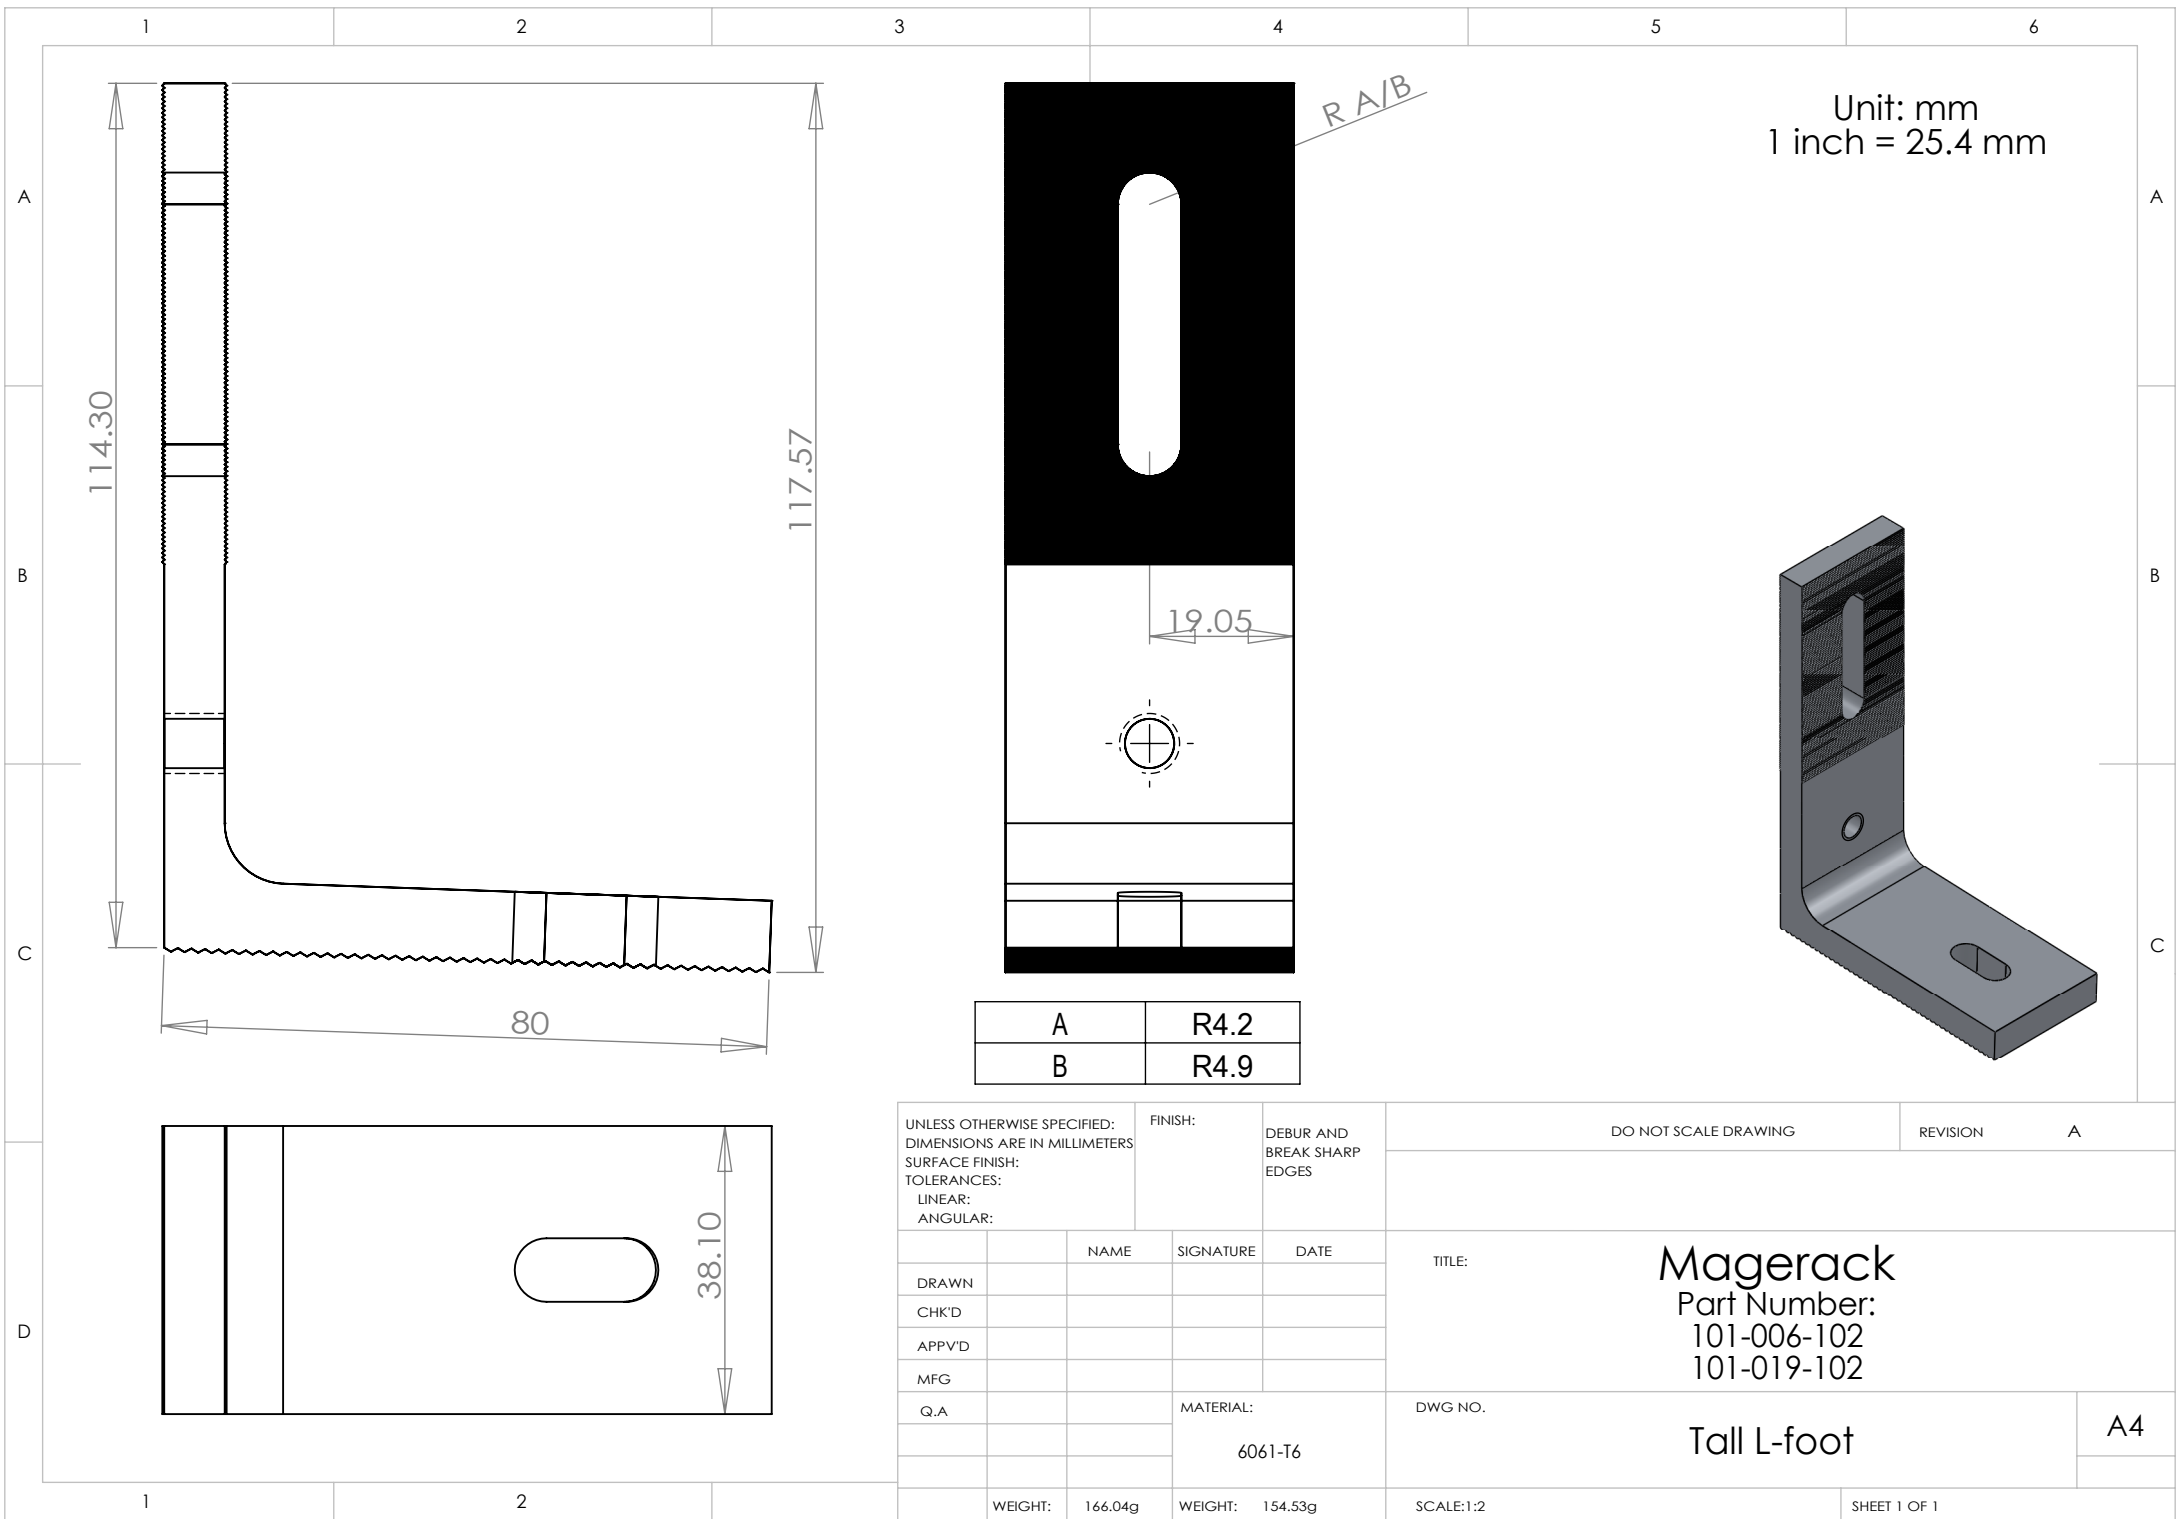 1 2 3 4 5 6
Unit: mm
1 inch = 25.4 mm
R A/B
A
A
114.30
117.57
B
B
19.05
C
C
80
A R4.2
B R4.9
38.10
D
UNLESS OTHERWISE SPECIFIED:
DIMENSIONS ARE IN MILLIMETERS
SURFACE FINISH:
TOLERANCES:
LINEAR:
ANGULAR:
FINISH:
DEBUR AND
BREAK SHARP
EDGES
DO NOT SCALE DRAWING
REVISION A
NAME SIGNATURE DATE
DRAWN
CHK'D
APPV'D
MFG
Q.A
TITLE:
Magerack
Part Number:
101-006-102
101-019-102
MATERIAL:
6061-T6
DWG NO.
Tall L-foot
A4
WEIGHT: 166.04g WEIGHT: 154.53g
SCALE:1:2
SHEET 1 OF 1
1 2